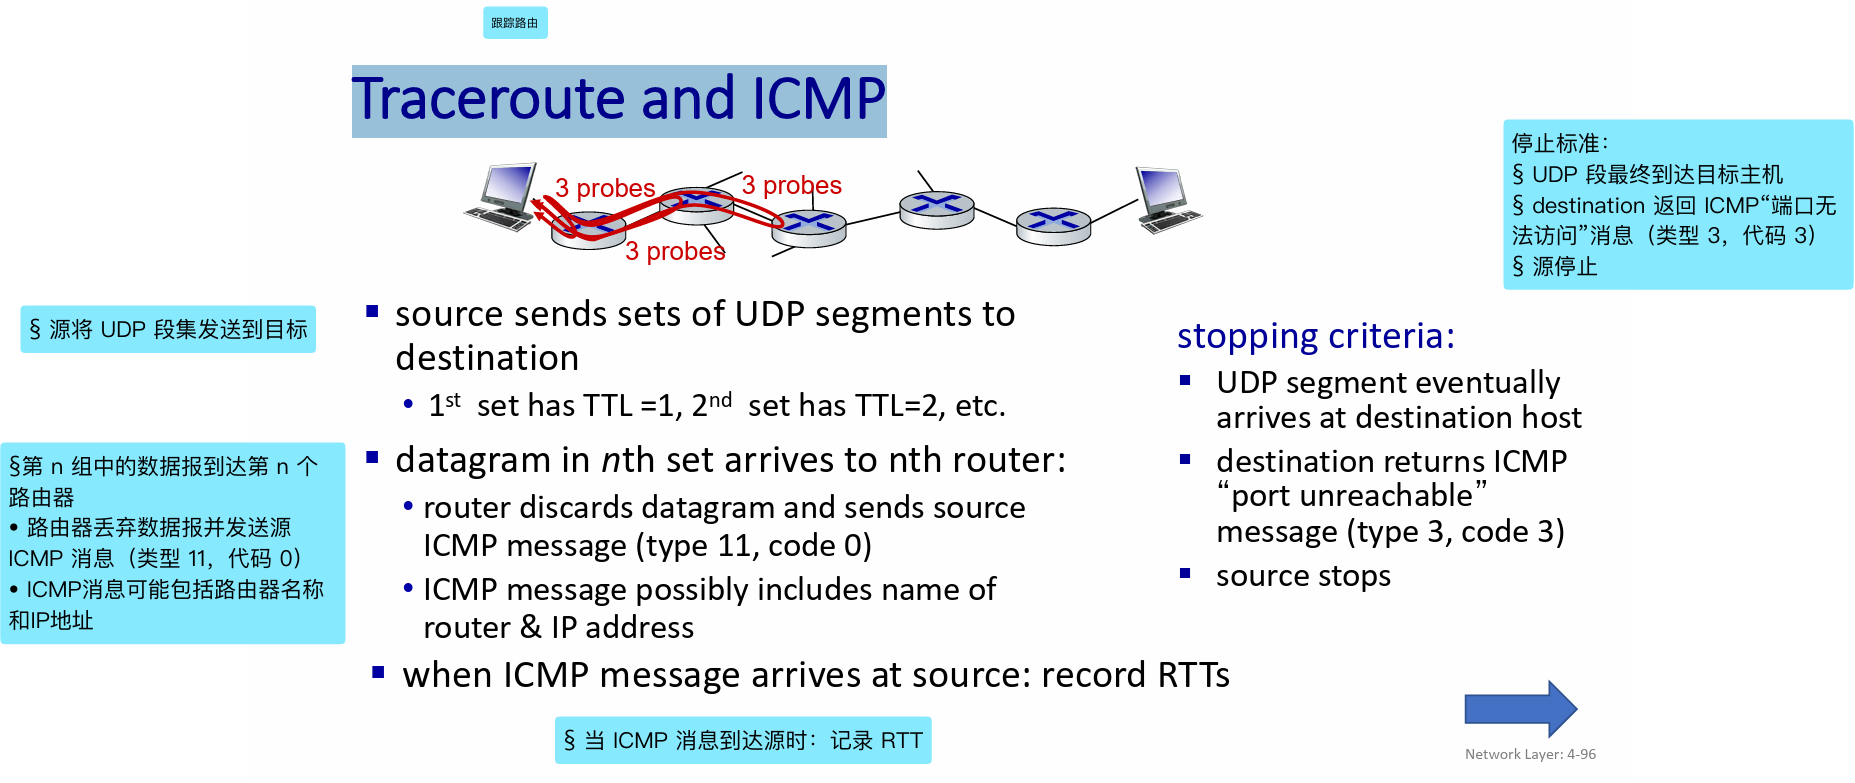 跟踪路由
Traceroute and ICMP
3 probes
3 probes
3 probes
停止标准：
§ UDP 段最终到达目标主机
§ destination 返回 ICMP“端口无
法访问”消息（类型 3，代码 3）
§ 源停止
§ 源将 UDP 段集发送到目标
▪ source sends sets of UDP segments to
destination
• 1st set has TTL =1, 2nd set has TTL=2, etc.
§第 n 组中的数据报到达第 n 个
路由器
• 路由器丢弃数据报并发送源
ICMP 消息（类型 11，代码 0）
• ICMP消息可能包括路由器名称
和IP地址
▪ datagram in nth set arrives to nth router:
• router discards datagram and sends source
ICMP message (type 11, code 0)
• ICMP message possibly includes name of
router & IP address
▪ when ICMP message arrives at source: record RTTs
§ 当 ICMP 消息到达源时：记录 RTT
stopping criteria:
▪ UDP segment eventually
arrives at destination host
▪ destination returns ICMP
“port unreachable”
message (type 3, code 3)
▪ source stops
Network Layer: 4-96